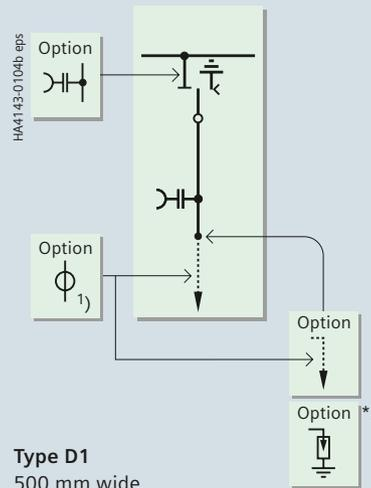 HA4143-0104b eps
Option
Option
1)
Option
Option *
Type D1
500 mm wide